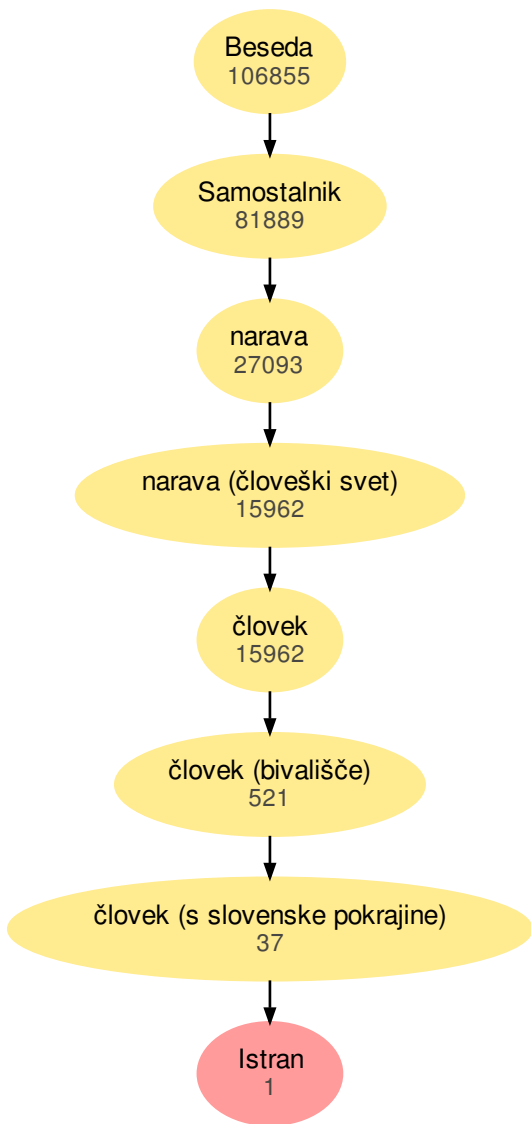 Beseda
106855
Samostalnik
81889
narava
27093
narava (človeški svet)
15962
človek
15962
človek (bivališče)
521
človek (s slovenske pokrajine)
37
Istran
1